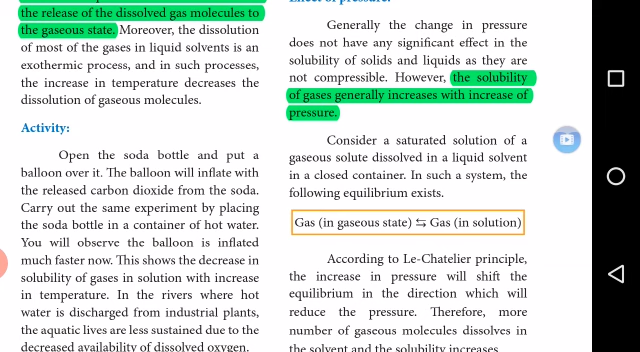 the release of the dissolved gas molecules to
the gaseous state. Moreover, the dissolution
of most of the gases in liquid solvents is an
exothermic process, and in such processes,
the increase in temperature decreases the
dissolution of gaseous molecules.
Activity:
Open the soda bottle and put a
balloon over it. The balloon will inflate with
the released carbon dioxide from the soda.
Carry out the same experiment by placing
the soda bottle in a container of hot water.
You will observe the balloon is inflated
much faster now. This shows the decrease in
solubility of gases in solution with increase
in temperature. In the rivers where hot
water is discharged from industrial plants,
the aquatic lives are less sustained due to the
decreased availability of dissolved oxygen.
Effect of pressure:
Generally the change in pressure
does not have any significant effect in the
solubility of solids and liquids as they are
not compressible. However, the solubility
of gases generally increases with increase of
pressure.
Consider a saturated solution of a
gaseous solute dissolved in a liquid solvent
in a closed container. In such a system, the
following equilibrium exists.
Gas (in gaseous state) ⇆ Gas (in solution)
According to Le-Chatelier principle,
the increase in pressure will shift the
equilibrium in the direction which will
reduce the pressure. Therefore, more
number of gaseous molecules dissolves in
the solvent and the solubility increases.